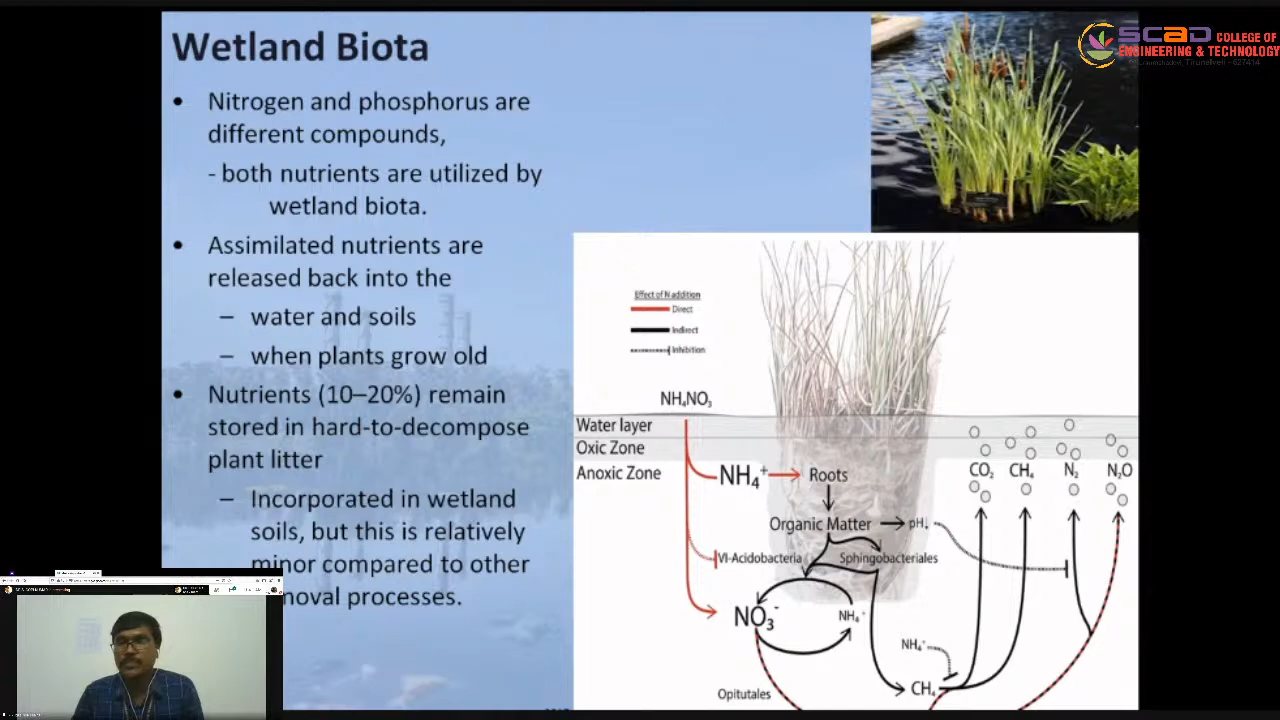 Wetland Biota
• Nitrogen and phosphorus are
different compounds,
- both nutrients are utilized by
wetland biota.
• Assimilated nutrients are
released back into the
– water and soils
– when plants grow old
• Nutrients (10–20%) remain
stored in hard-to-decompose
plant litter
– Incorporated in wetland
soils, but this is relatively
minor compared to other
moval processes.
SCAD COLLEGE OF
ENGINEERING & TECHNOLOGY
Tirunelveli - 627414
Effect of N addition
Direct
Indirect
Inhibition
NH₄NO₃
Water layer
Oxic Zone
Anoxic Zone
NH₄⁺
Roots
CO₂
CH₄
N₂
N₂O
Organic Matter
pH
VI-Acidobacteria
Sphingobacteriales
NO₃⁻
NH₄⁺
NH₄⁺
CH₄
Opitutales